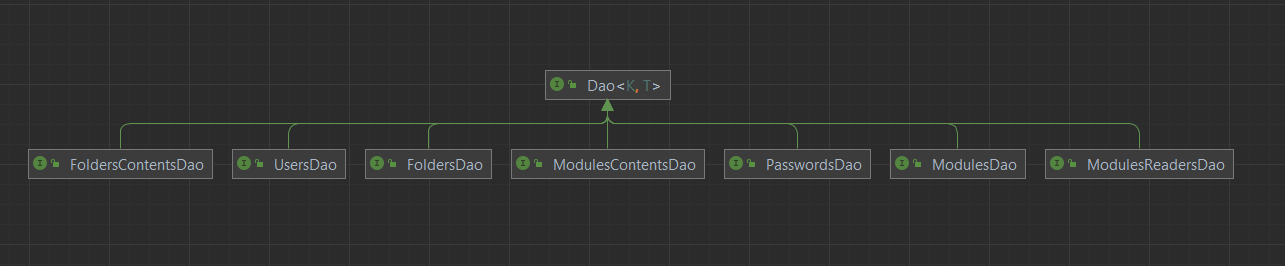 Dao<K, T>
FoldersContentsDao
UsersDao
FoldersDao
ModulesContentsDao
PasswordsDao
ModulesDao
ModulesReadersDao